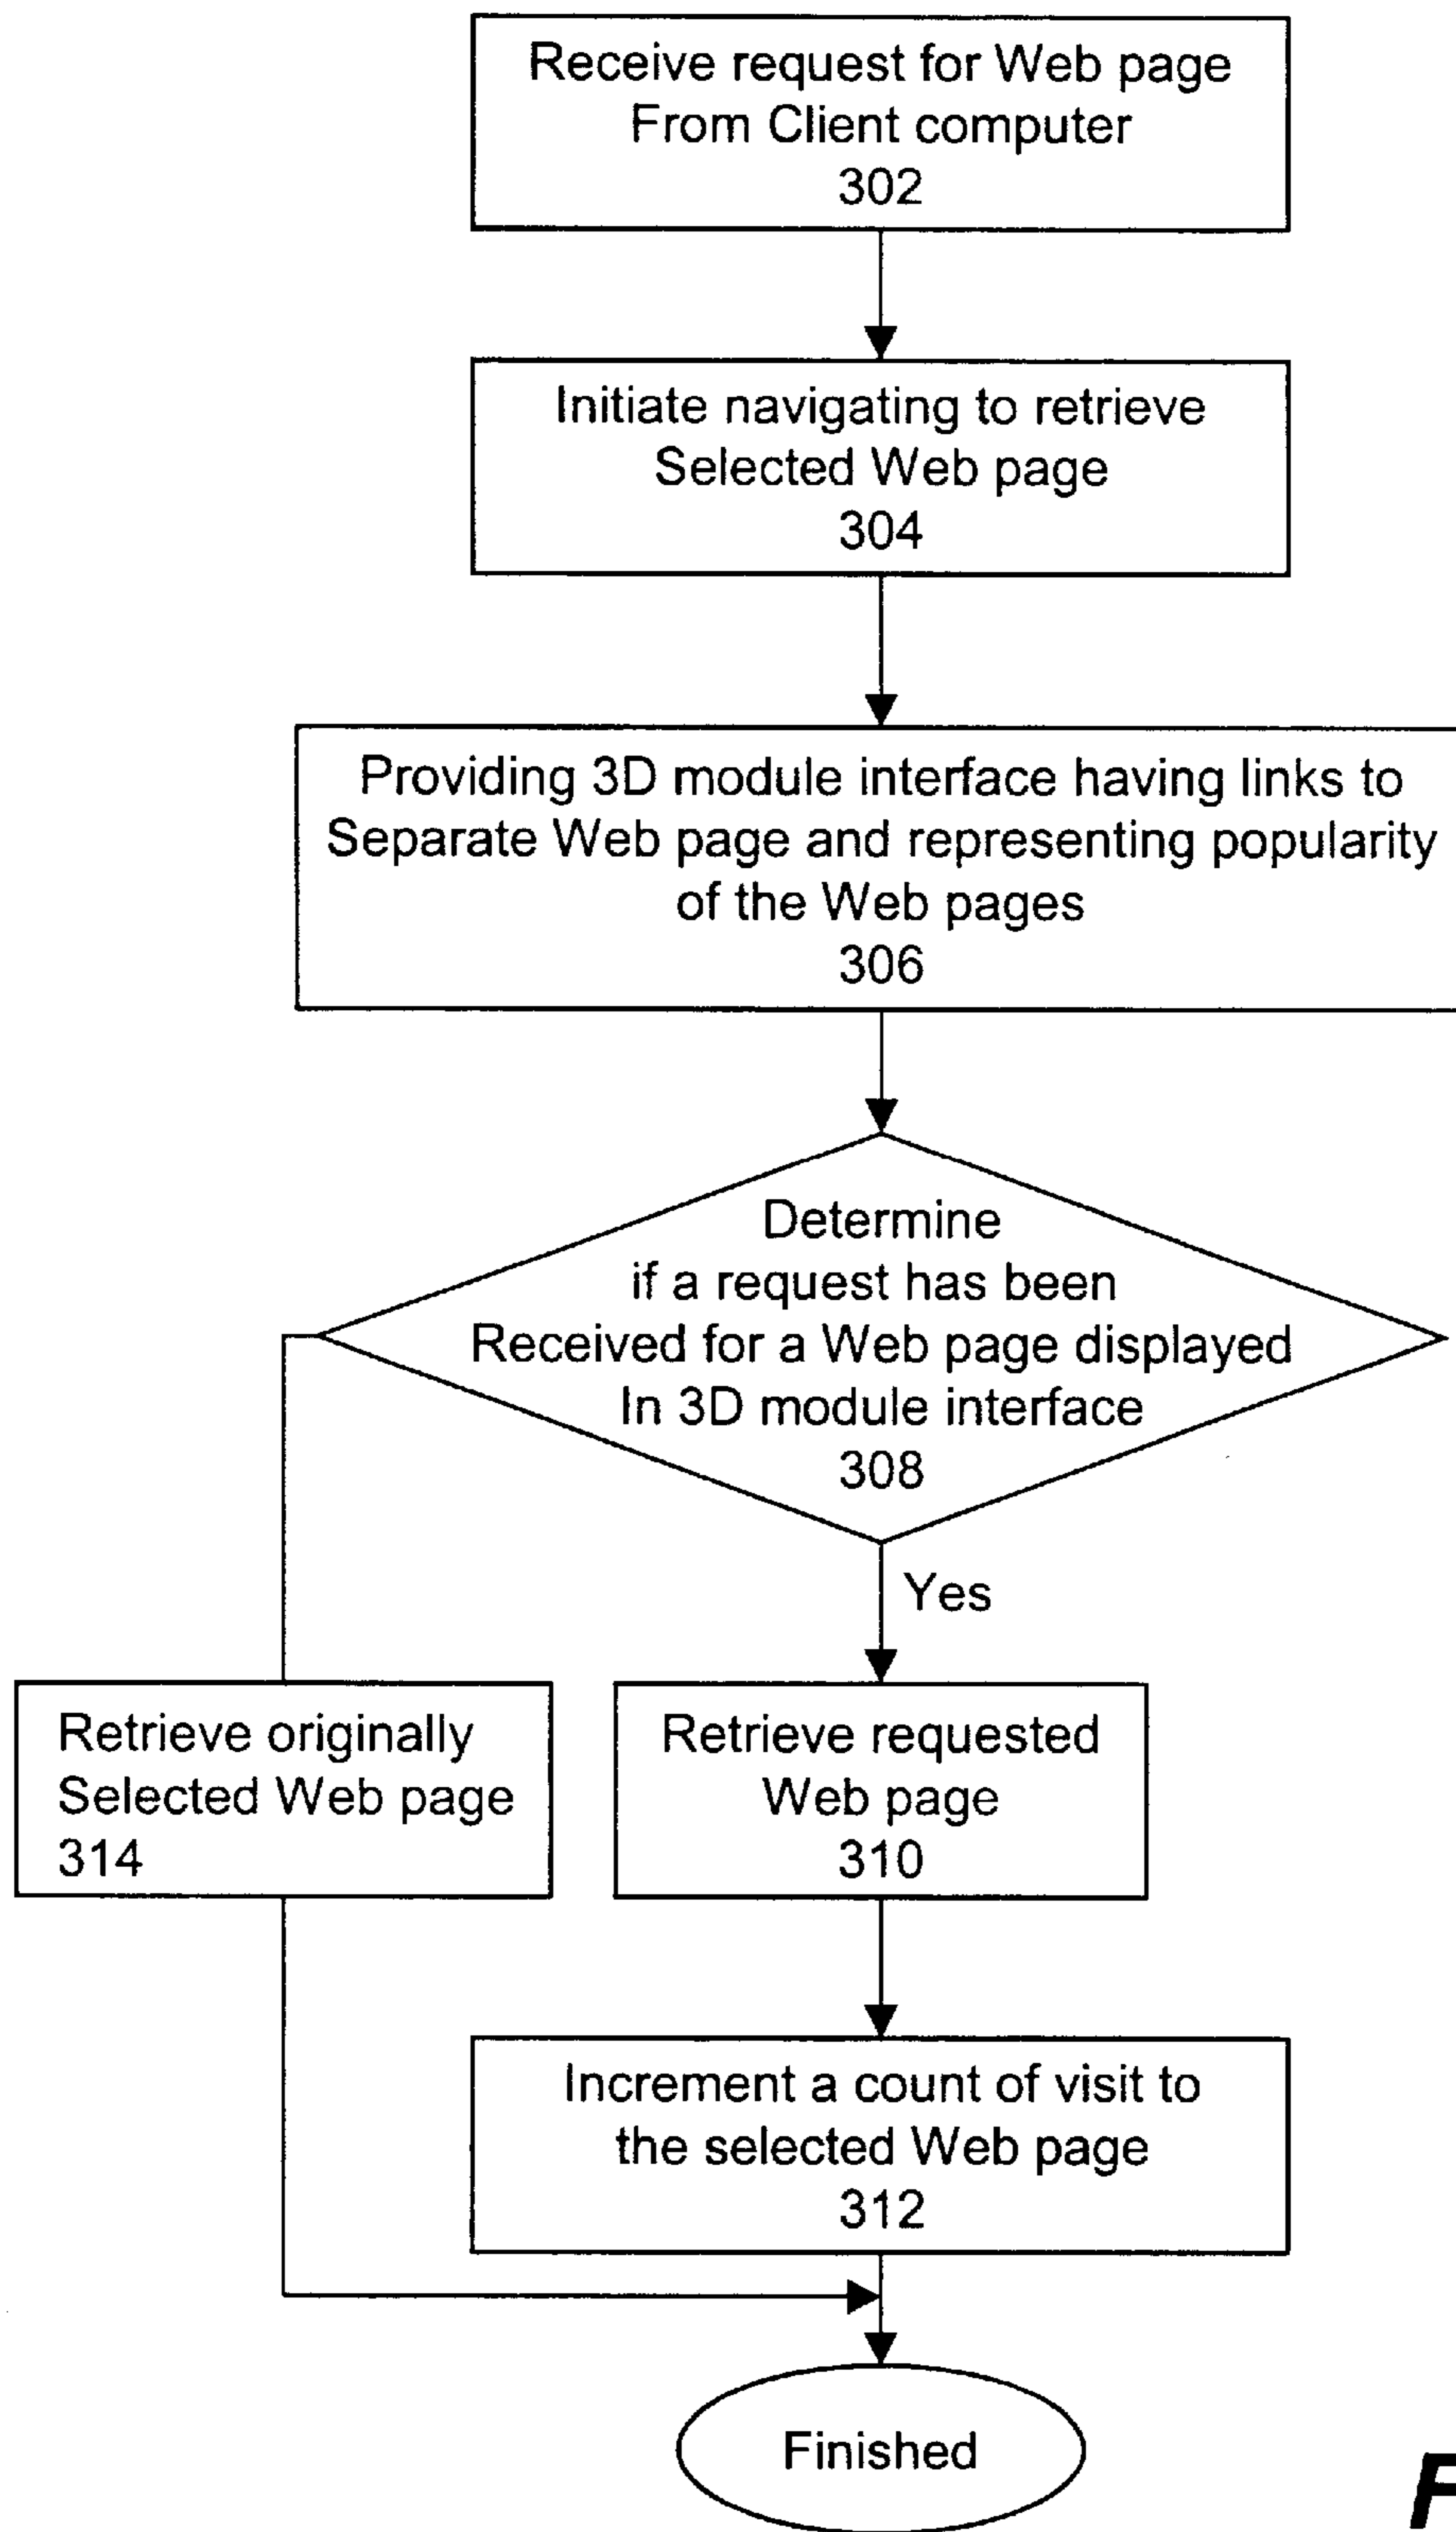 Receive request for Web page
From Client computer
302
Initiate navigating to retrieve
Selected Web page
304
Providing 3D module interface having links to
Separate Web page and representing popularity
of the Web pages
306
Determine
if a request has been
Received for a Web page displayed
In 3D module interface
308
Yes
Retrieve originally
Selected Web page
314
Retrieve requested
Web page
310
Increment a count of visit to
the selected Web page
312
Finished